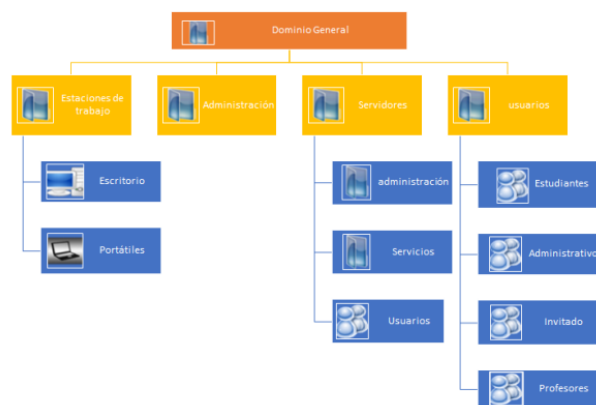 Dominio General
Estaciones de
trabajo
Administración
Servidores
usuarios
Escritorio
Portátiles
administración
Servicios
Usuarios
Estudiantes
Administrativo
Invitado
Profesores